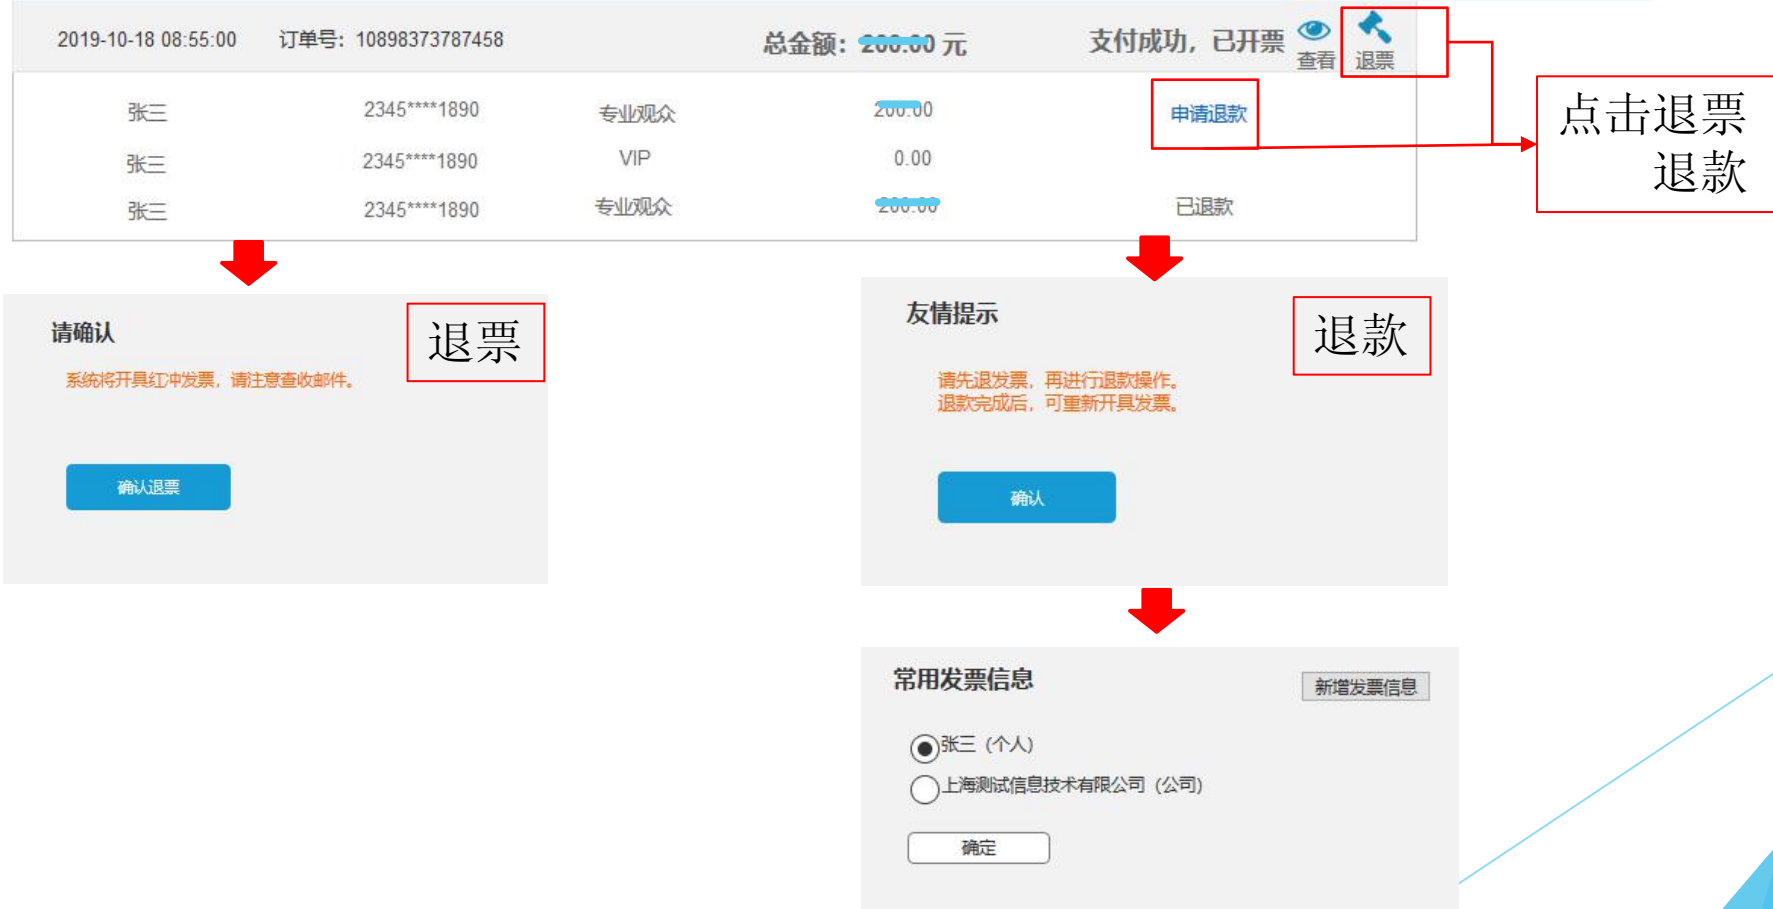 2019-10-18 08:55:00 订单号：10898373787458 总金额：200.00 元 支付成功，已开票 查看 退票
张三 2345****1890 专业观众 200.00 申请退款
张三 2345****1890 VIP 0.00
张三 2345****1890 专业观众 200.00 已退款
点击退票
退款
请确认
退票
系统将开具红冲发票，请注意查收邮件。
确认退票
友情提示
退款
请先退发票，再进行退款操作。
退款完成后，可重新开具发票。
确认
常用发票信息
新增发票信息
张三（个人）
上海测试信息技术有限公司（公司）
确定